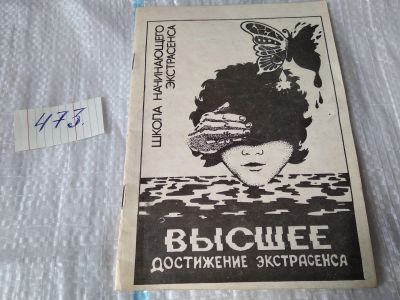 473.
ШКОЛА НАЧИНАЮЩЕГО
ЭКСТРАСЕНСА
ВЫСШЕЕ
ДОСТИЖЕНИЕ ЭКСТРАСЕНСА